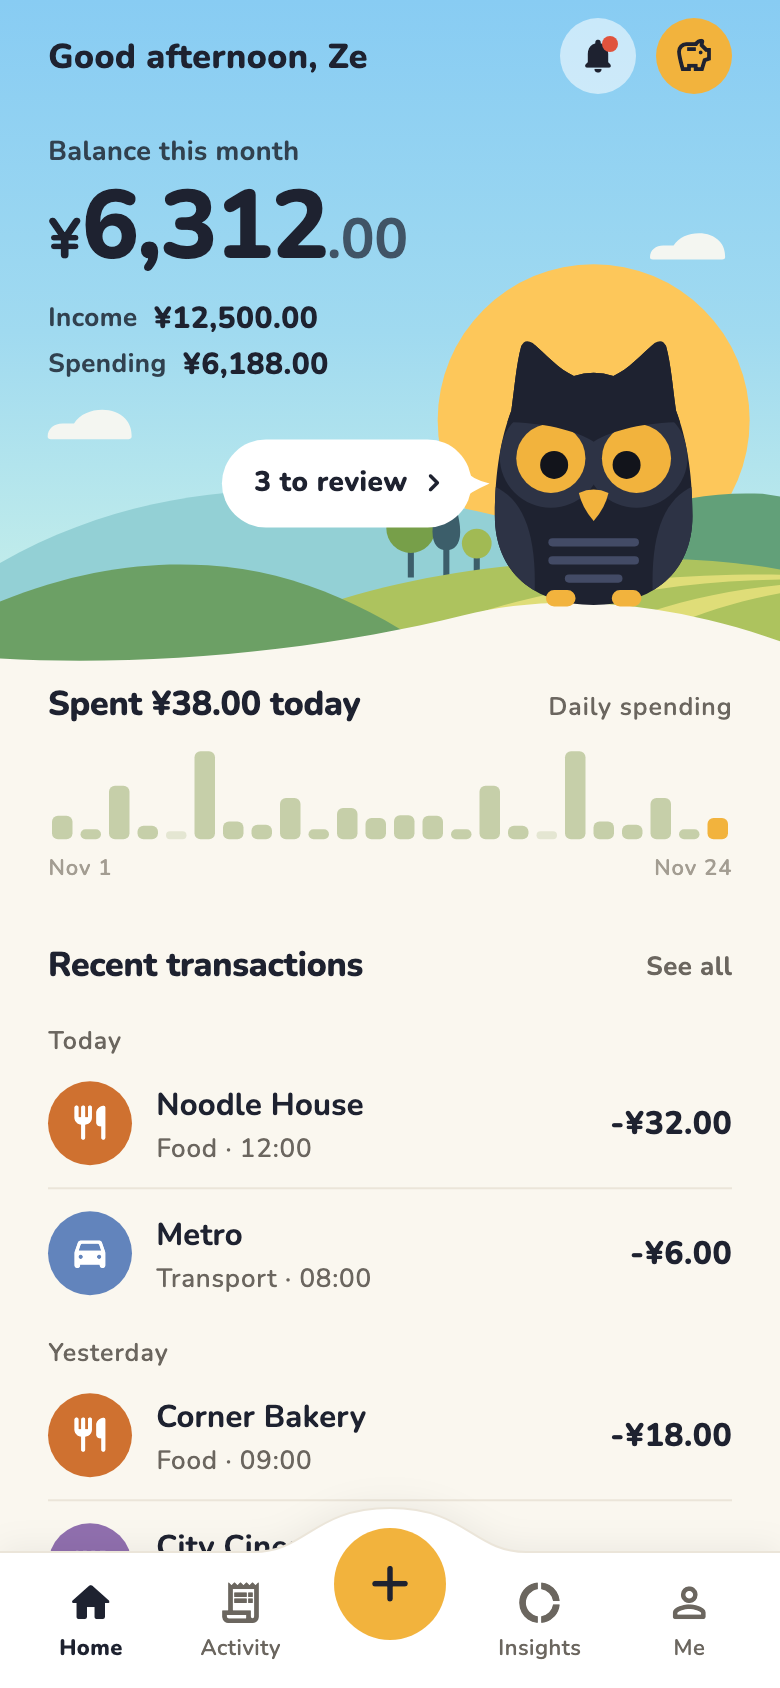 Good afternoon, Ze
Balance this month
¥6,312.00
Income ¥12,500.00
Spending ¥6,188.00
3 to review
Spent ¥38.00 today
Daily spending
Nov 1
Nov 24
Recent transactions
See all
Today
Noodle House
-¥32.00
Food · 12:00
Metro
-¥6.00
Transport · 08:00
Yesterday
Corner Bakery
-¥18.00
Food · 09:00
City
Home
Activity
Insights
Me